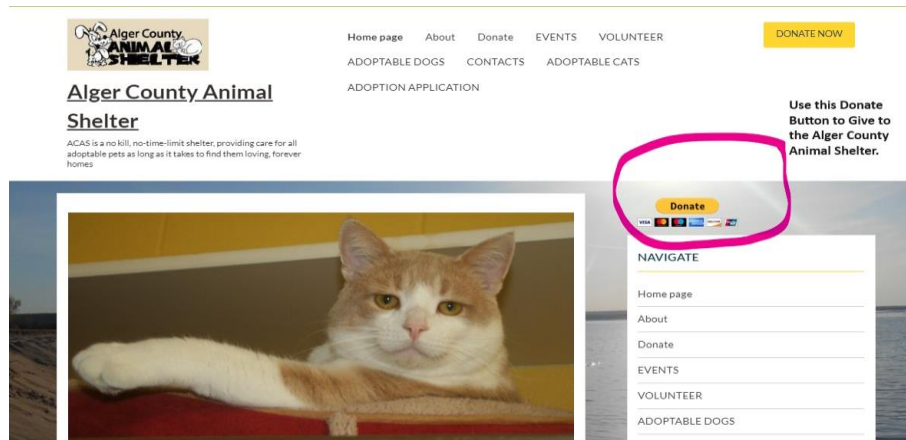 Alger County
ANIMAL
SHELTER
Alger County Animal
Shelter
ACAS is a no kill, no-time-limit shelter, providing care for all
adoptable pets as long as it takes to find them loving, forever
homes
Home page About Donate EVENTS VOLUNTEER
ADOPTABLE DOGS CONTACTS ADOPTABLE CATS
ADOPTION APPLICATION
DONATE NOW
Use this Donate
Button to Give to
the Alger County
Animal Shelter.
Donate
VISA
NAVIGATE
Home page
About
Donate
EVENTS
VOLUNTEER
ADOPTABLE DOGS